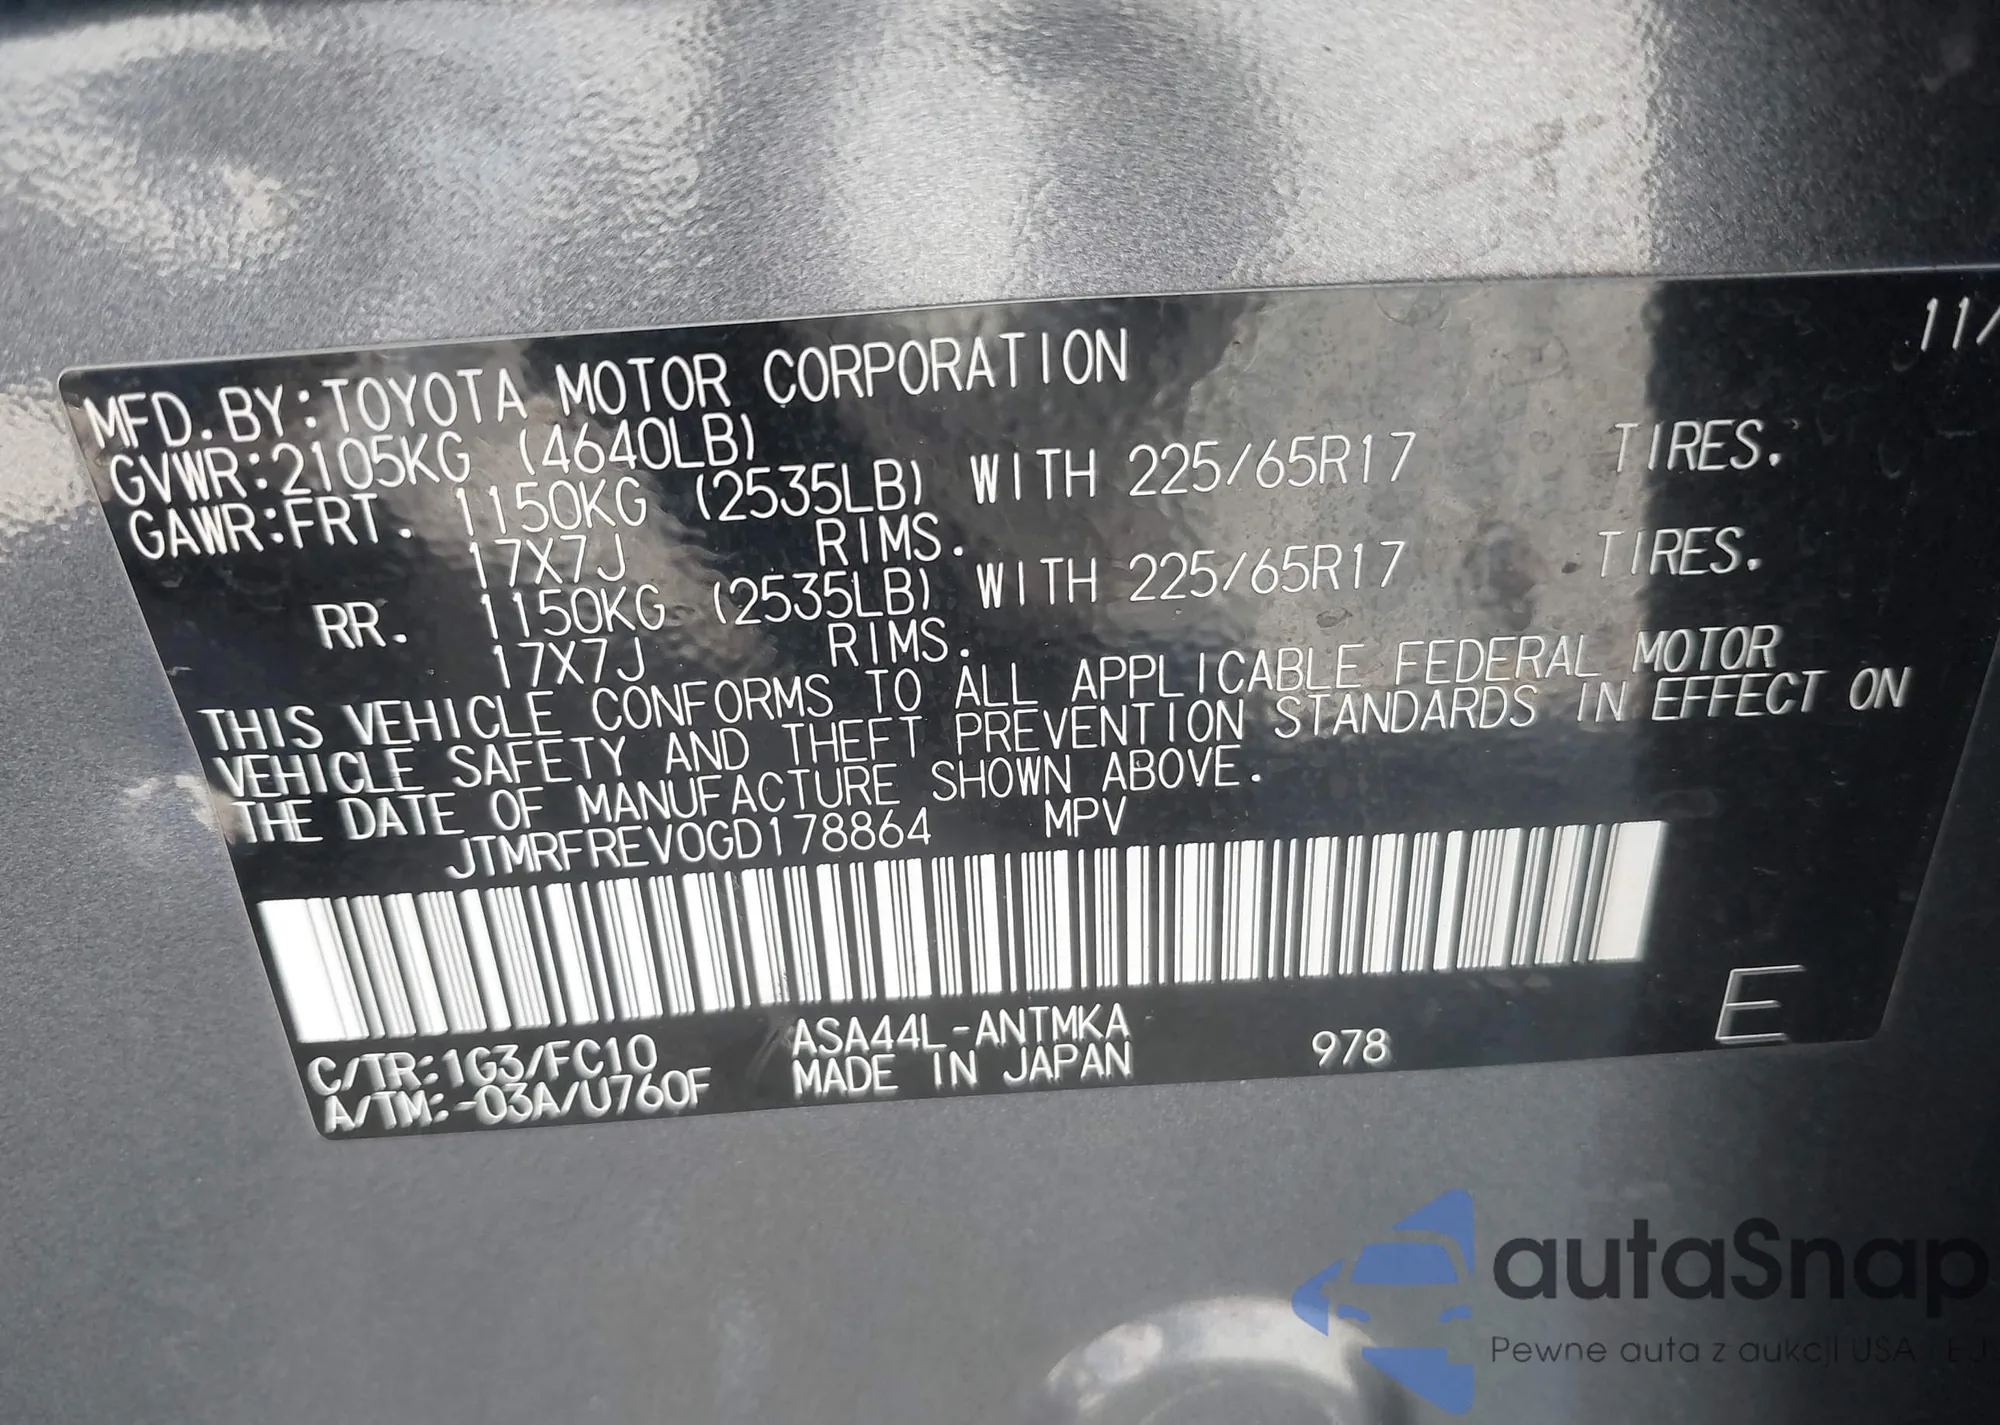 11/
MFD.BY:TOYOTA MOTOR CORPORATION
GVWR:2105KG (4640LB)
GAWR:FRT. 1150KG (2535LB) WITH 225/65R17 TIRES.
17X7J RIMS.
RR. 1150KG (2535LB) WITH 225/65R17 TIRES.
17X7J RIMS.
THIS VEHICLE CONFORMS TO ALL APPLICABLE FEDERAL MOTOR
VEHICLE SAFETY AND THEFT PREVENTION STANDARDS IN EFFECT ON
THE DATE OF MANUFACTURE SHOWN ABOVE.
JTMRFREV0GD178864 MPV
E
C/TR:1G3/FC10 ASA44L-ANTMKA 978
A/TM:-03A/U760F MADE IN JAPAN
autaSnap
Pewne auta z aukcji USA i EJ